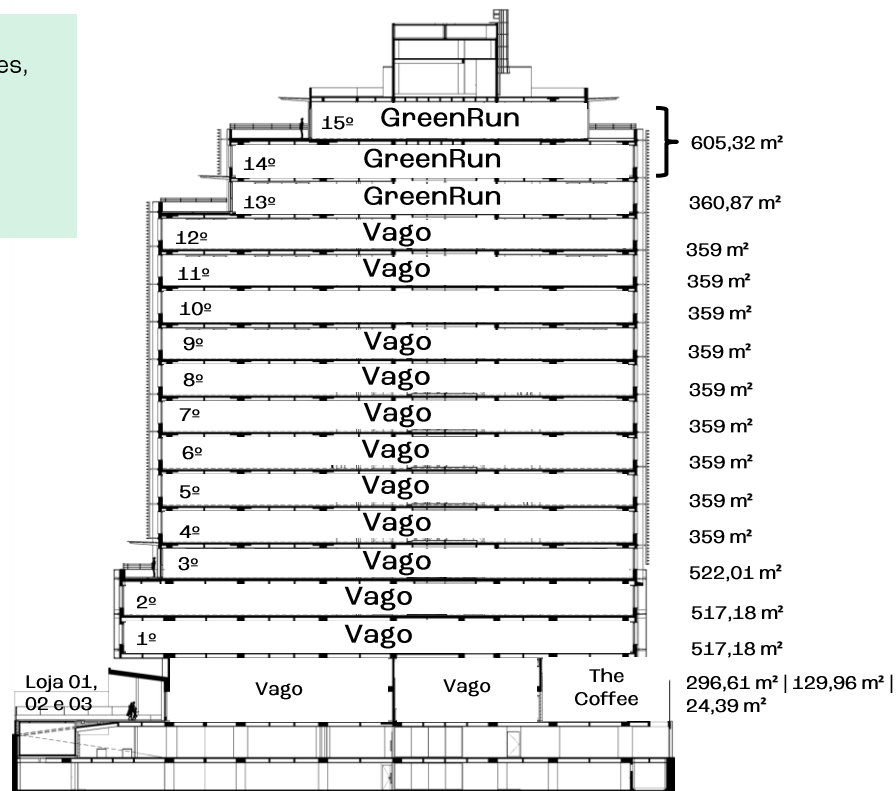 es,
15º GreenRun
605,32 m²
14º GreenRun
13º GreenRun 360,87 m²
12º Vago 359 m²
11º Vago 359 m²
10º 359 m²
9º Vago 359 m²
8º Vago 359 m²
7º Vago 359 m²
6º Vago 359 m²
5º Vago 359 m²
4º Vago 359 m²
3º Vago 522,01 m²
2º Vago 517,18 m²
1º Vago 517,18 m²
Loja 01,
02 e 03
Vago
Vago
The
Coffee
296,61 m² | 129,96 m² |
24,39 m²